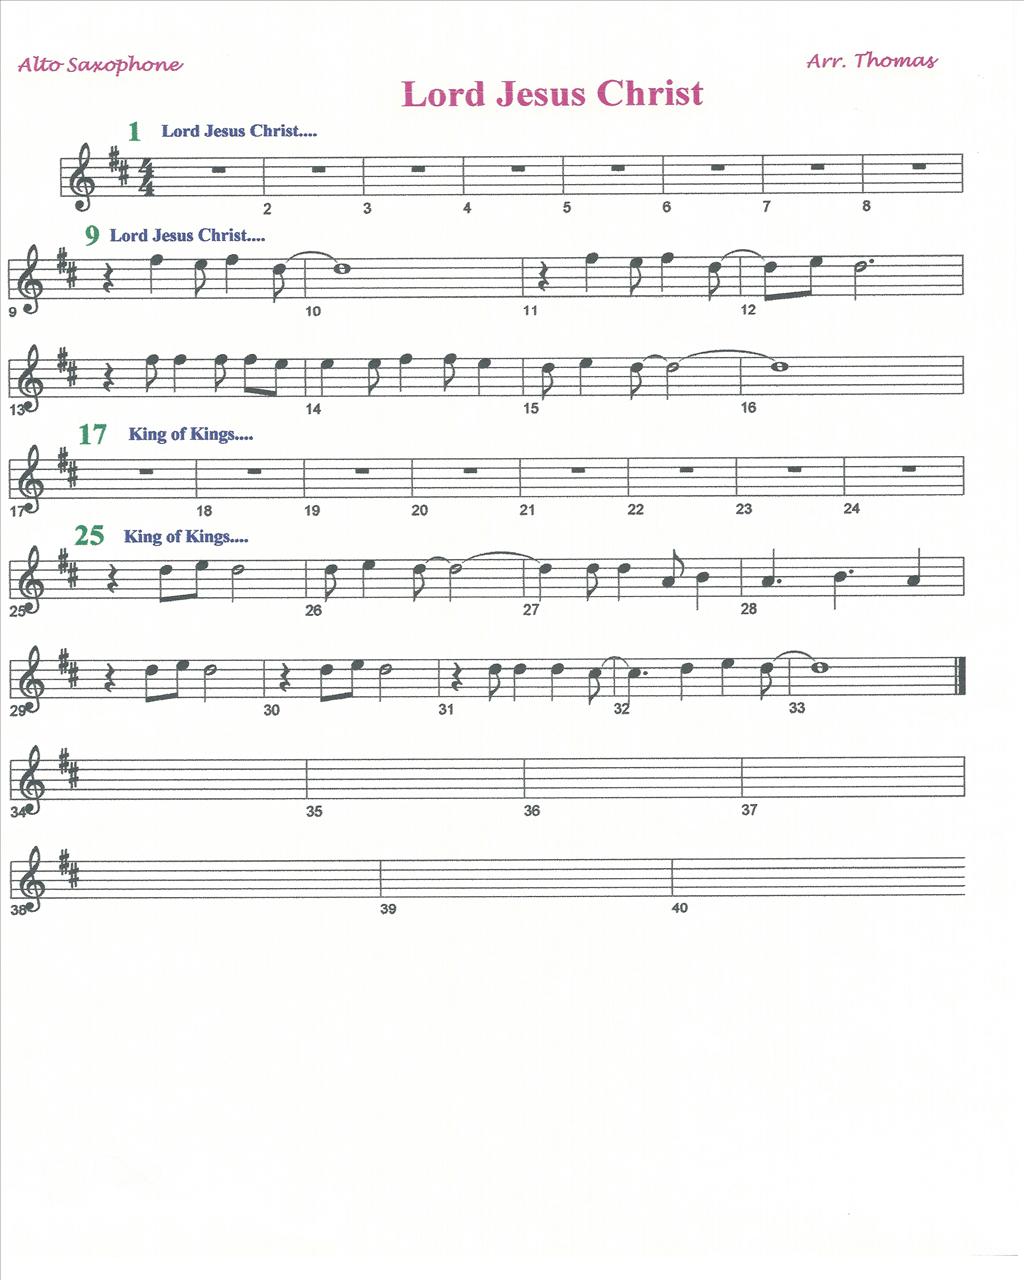 Alto Saxophone
Arr. Thomas
Lord Jesus Christ
1 Lord Jesus Christ....
4
4
2 3 4 5 6 7 8
9 Lord Jesus Christ....
9 10 11 12
13 14 15 16
17 King of Kings....
17 18 19 20 21 22 23 24
25 King of Kings....
25 26 27 28
29 30 31 32 33
34 35 36 37
38 39 40